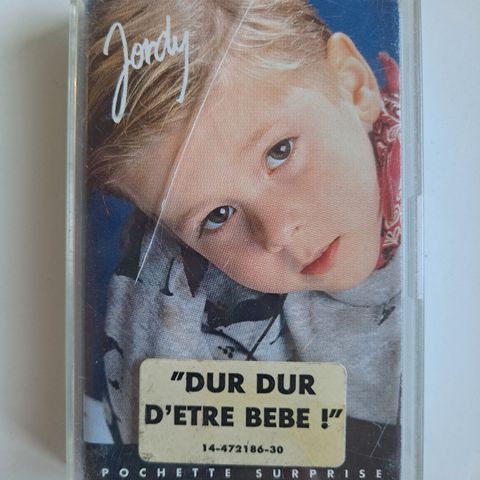 Jordy
"DUR DUR
D'ETRE BEBE !"
14-472186-30
POCHETTE SURPRISE